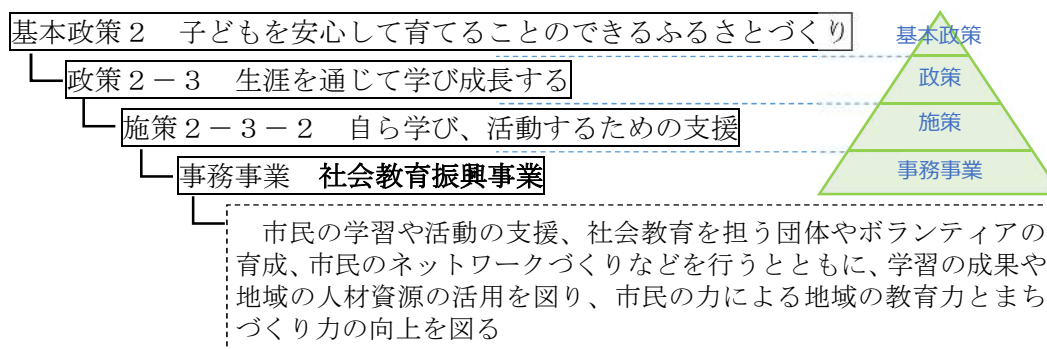 基本政策２　子どもを安心して育てることのできるふるさとづくり
政策２－３　生涯を通じて学び成長する
施策２－３－２　自ら学び、活動するための支援
事務事業　社会教育振興事業
市民の学習や活動の支援、社会教育を担う団体やボランティアの
育成、市民のネットワークづくりなどを行うとともに、学習の成果や
地域の人材資源の活用を図り、市民の力による地域の教育力とまち
づくり力の向上を図る
基本政策
政策
施策
事務事業